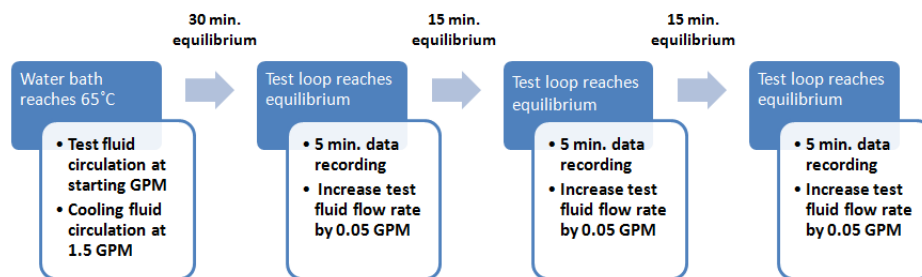 30 min.
equilibrium
15 min.
equilibrium
15 min.
equilibrium
Water bath
reaches 65˚C
• Test fluid
circulation at
starting GPM
• Cooling fluid
circulation at
1.5 GPM
Test loop reaches
equilibrium
• 5 min. data
recording
• Increase test
fluid flow rate
by 0.05 GPM
Test loop reaches
equilibrium
• 5 min. data
recording
• Increase test
fluid flow rate
by 0.05 GPM
Test loop reaches
equilibrium
• 5 min. data
recording
• Increase test
fluid flow rate
by 0.05 GPM